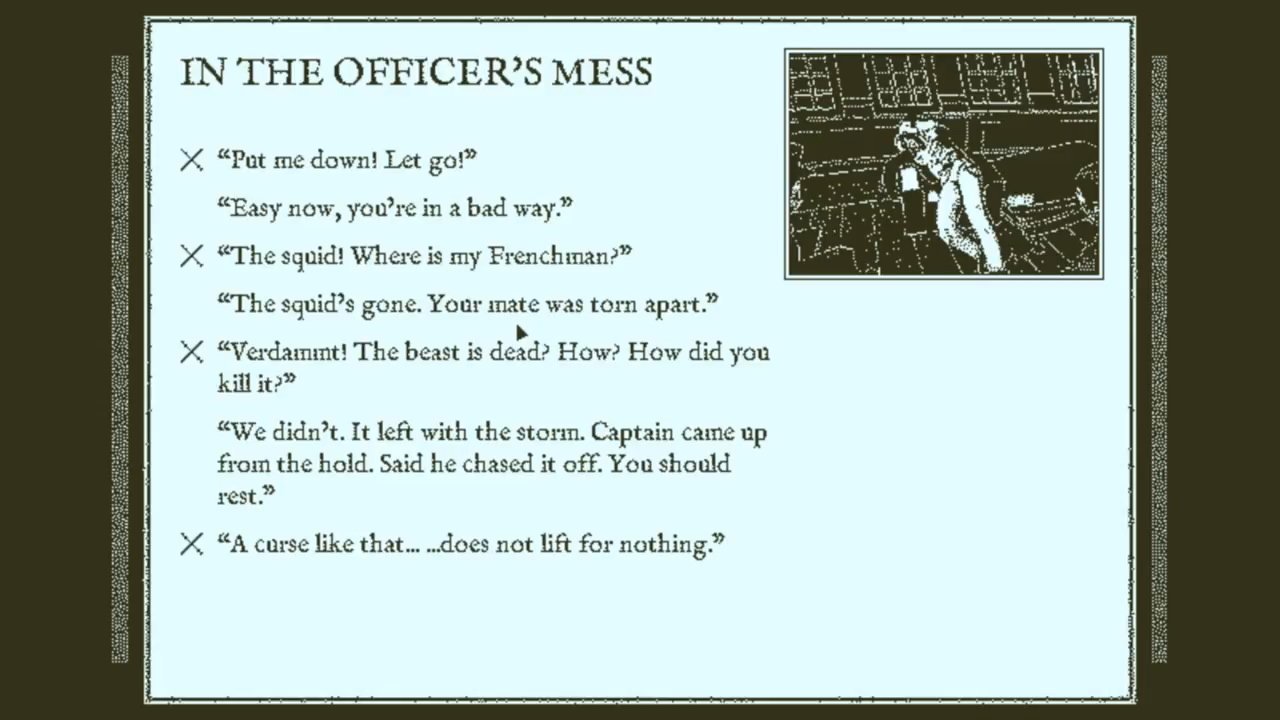 IN THE OFFICER'S MESS
“Put me down! Let go!”
“Easy now, you're in a bad way.”
“The squid! Where is my Frenchman?”
“The squid's gone. Your mate was torn apart.”
“Verdammt! The beast is dead? How? How did you
kill it?”
“We didn't. It left with the storm. Captain came up
from the hold. Said he chased it off. You should
rest.”
“A curse like that... ...does not lift for nothing.”